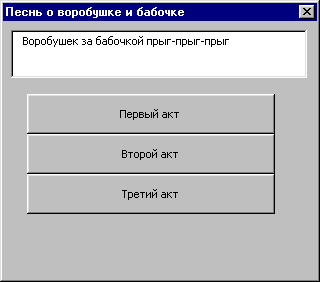 Песнь о воробушке и бабочке
Воробушек за бабочкой прыг-прыг-прыг
Первый акт
Второй акт
Третий акт